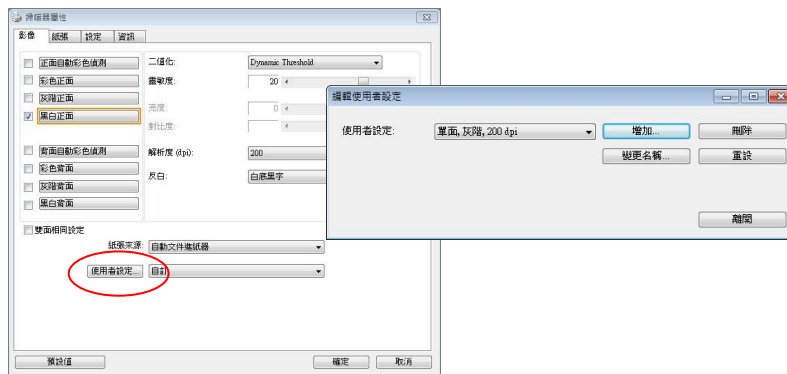 掃描器屬性
影像 紙張 設定 資訊
正面自動彩色偵測
彩色正面
灰階正面
黑白正面
背面自動彩色偵測
彩色背面
灰階背面
黑白背面
二值化: Dynamic Threshold
靈敏度: 20
亮度: 0
對比度:
解析度 (dpi): 200
反白: 白底黑字
雙面相同設定
紙張來源: 自動文件進紙器
使用者設定... 自訂
預設值 確定 取消
編輯使用者設定
使用者設定: 單面, 灰階, 200 dpi 增加... 刪除
變更名稱... 重設
離開